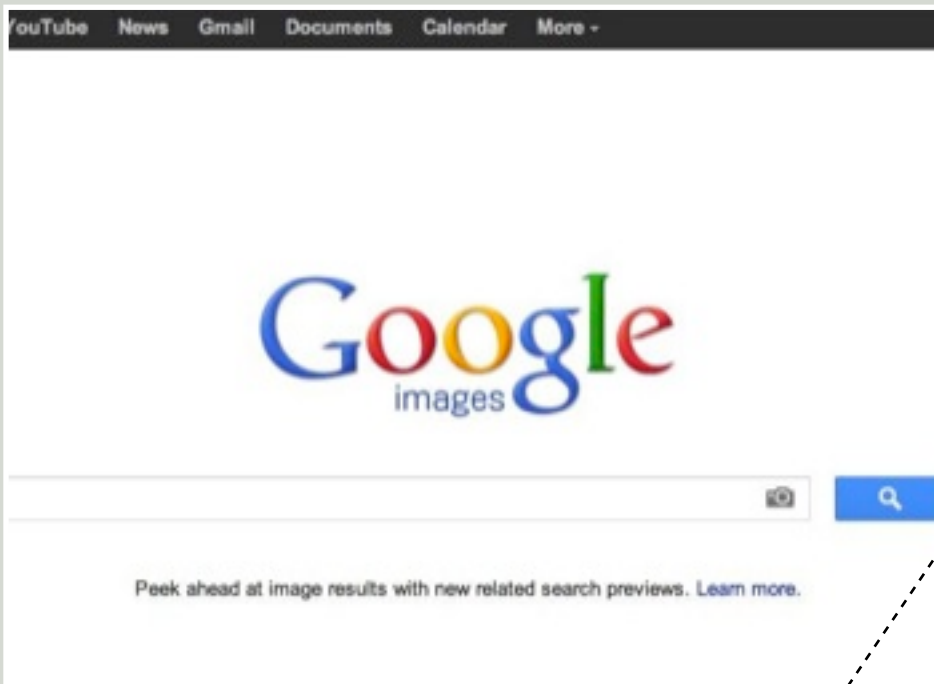 YouTube News Gmail Documents Calendar More
Google
images
Peek ahead at image results with new related search previews. Learn more.